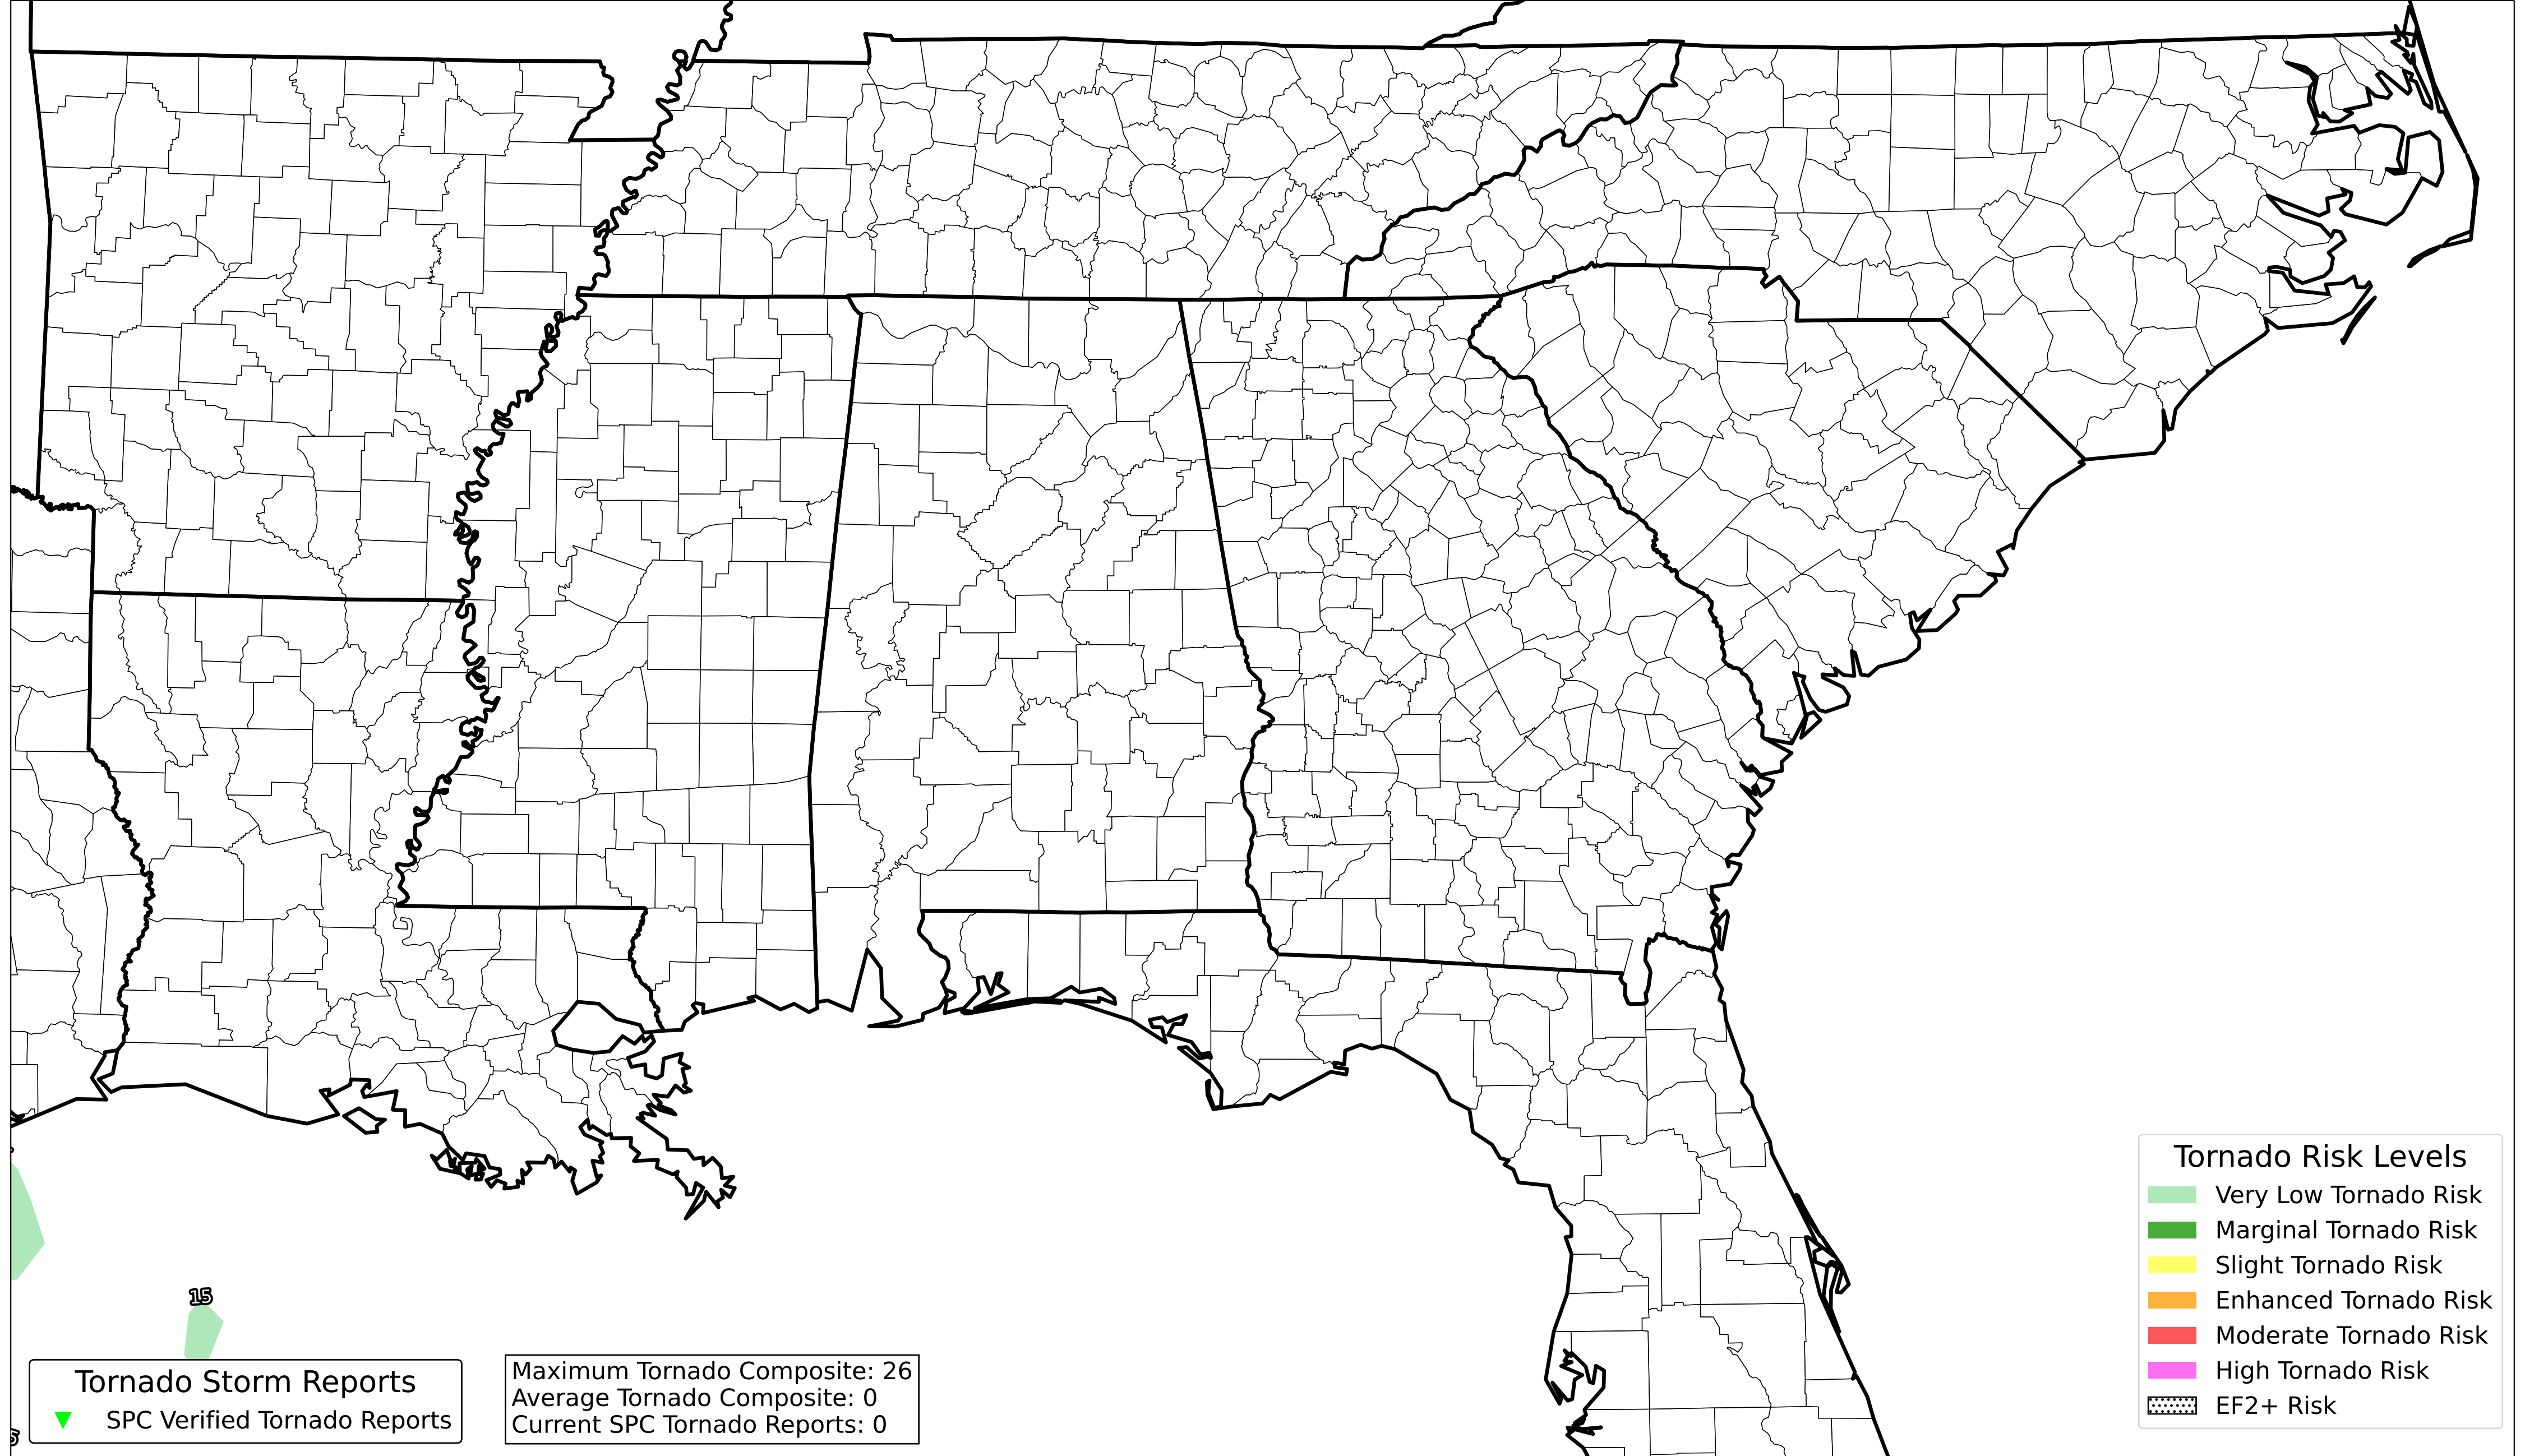 15
Tornado Storm Reports
SPC Verified Tornado Reports
Maximum Tornado Composite: 26
Average Tornado Composite: 0
Current SPC Tornado Reports: 0
Tornado Risk Levels
Very Low Tornado Risk
Marginal Tornado Risk
Slight Tornado Risk
Enhanced Tornado Risk
Moderate Tornado Risk
High Tornado Risk
EF2+ Risk